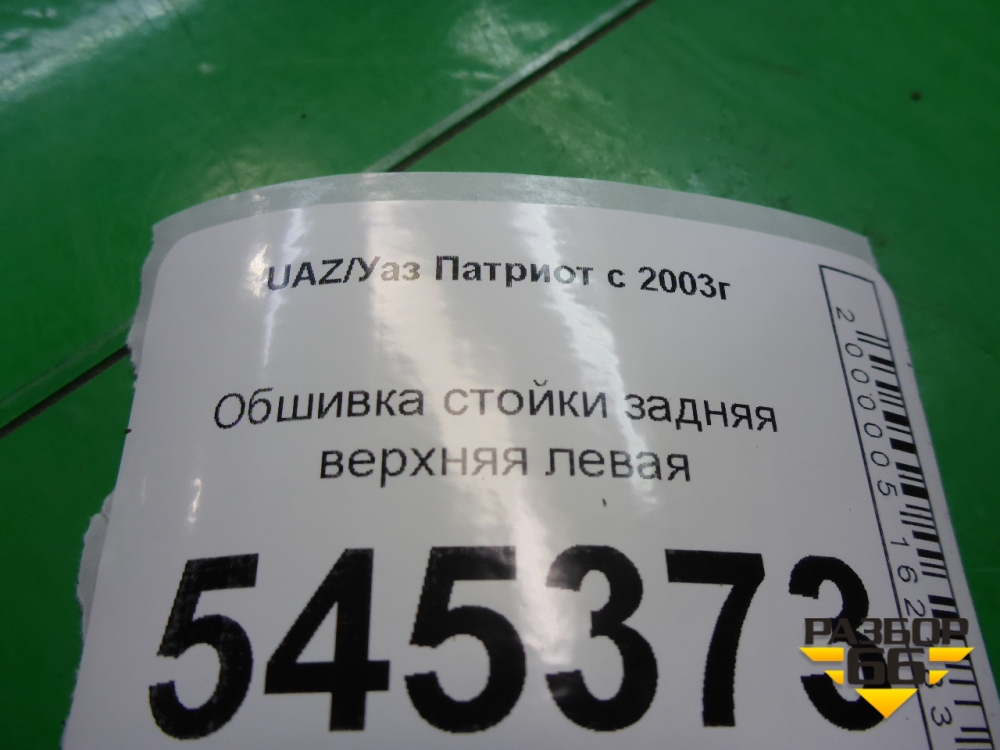 UAZ/Уаз Патриот с 2003г
Обшивка стойки задняя
верхняя левая
545373
РАЗБОР
66